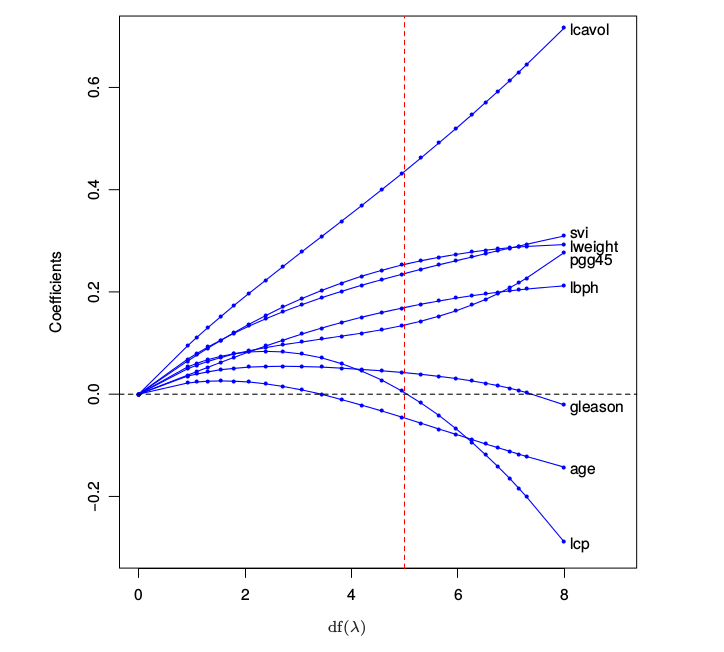 lcavol
0.6
0.4
svi
lweight
pgg45
Coefficients
0.2
lbph
0.0
gleason
age
−0.2
lcp
0 2 4 6 8
df(λ)